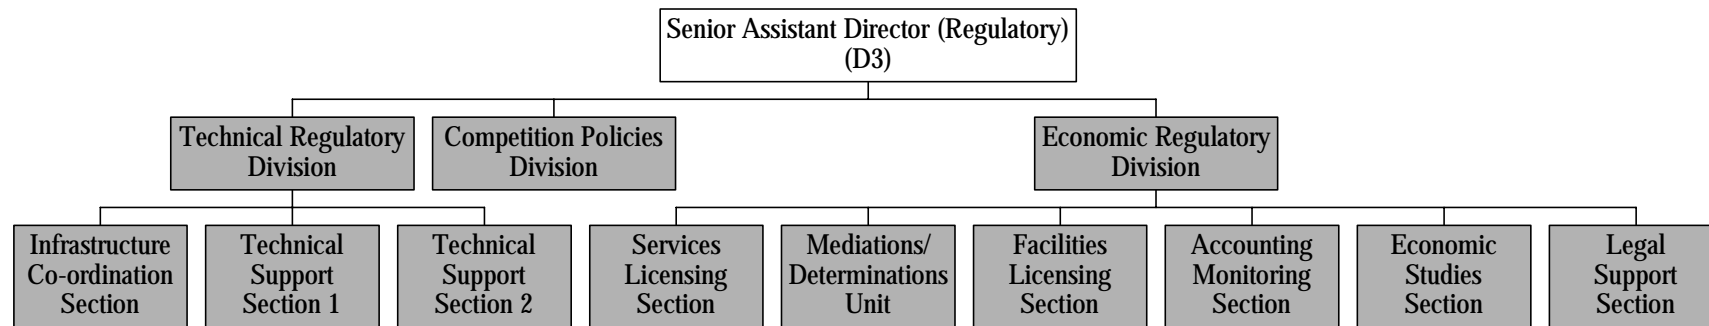 Senior Assistant Director (Regulatory)
(D3)
Technical Regulatory
Division
Competition Policies
Division
Economic Regulatory
Division
Infrastructure
Co-ordination
Section
Technical
Support
Section 1
Technical
Support
Section 2
Services
Licensing
Section
Mediations/
Determinations
Unit
Facilities
Licensing
Section
Accounting
Monitoring
Section
Economic
Studies
Section
Legal
Support
Section